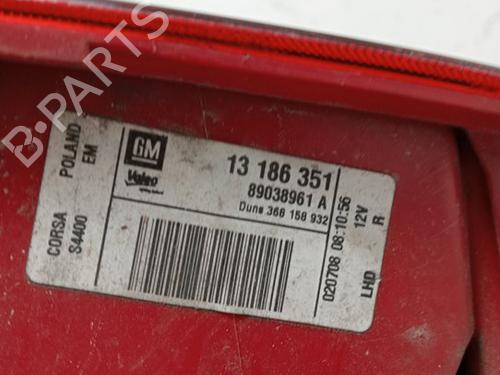 GM
Valeo
13 186 351
89038961 A
Duns 368 158 932
POLAND
EM
CORSA
S4400
020708 08:10:56
12V
R
LHD
B-PARTS